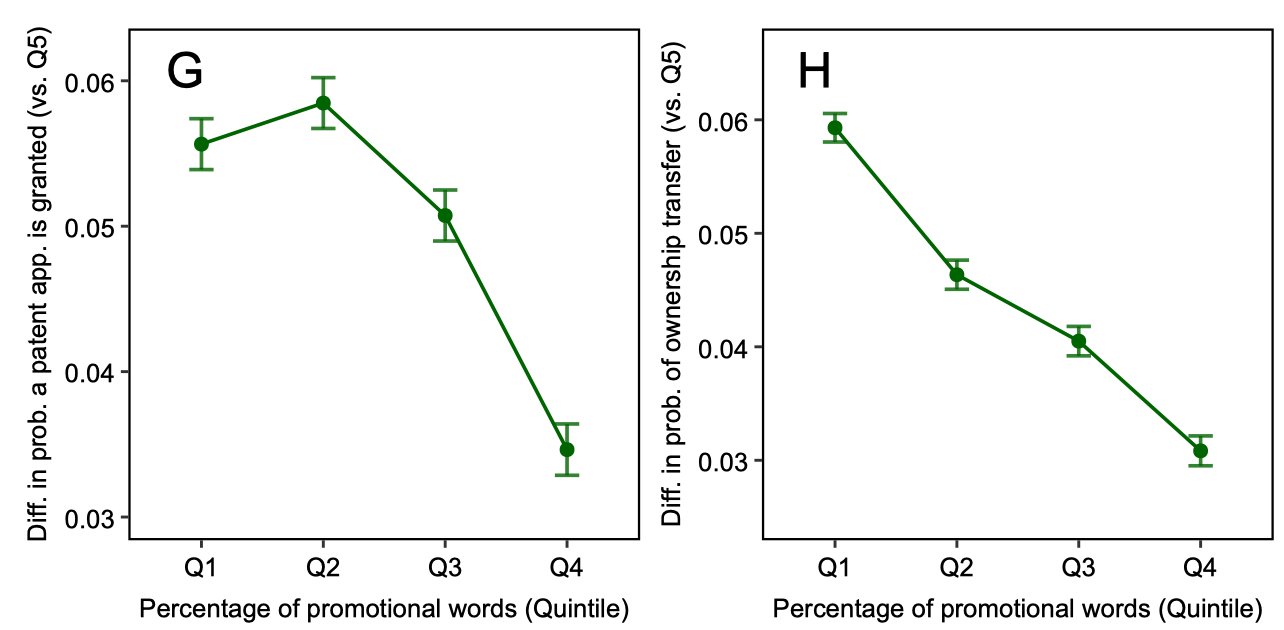 G
Diff. in prob. a patent app. is granted (vs. Q5)
0.06
0.05
0.04
0.03
Q1 Q2 Q3 Q4
Percentage of promotional words (Quintile)
H
Diff. in prob. of ownership transfer (vs. Q5)
0.06
0.05
0.04
0.03
Q1 Q2 Q3 Q4
Percentage of promotional words (Quintile)